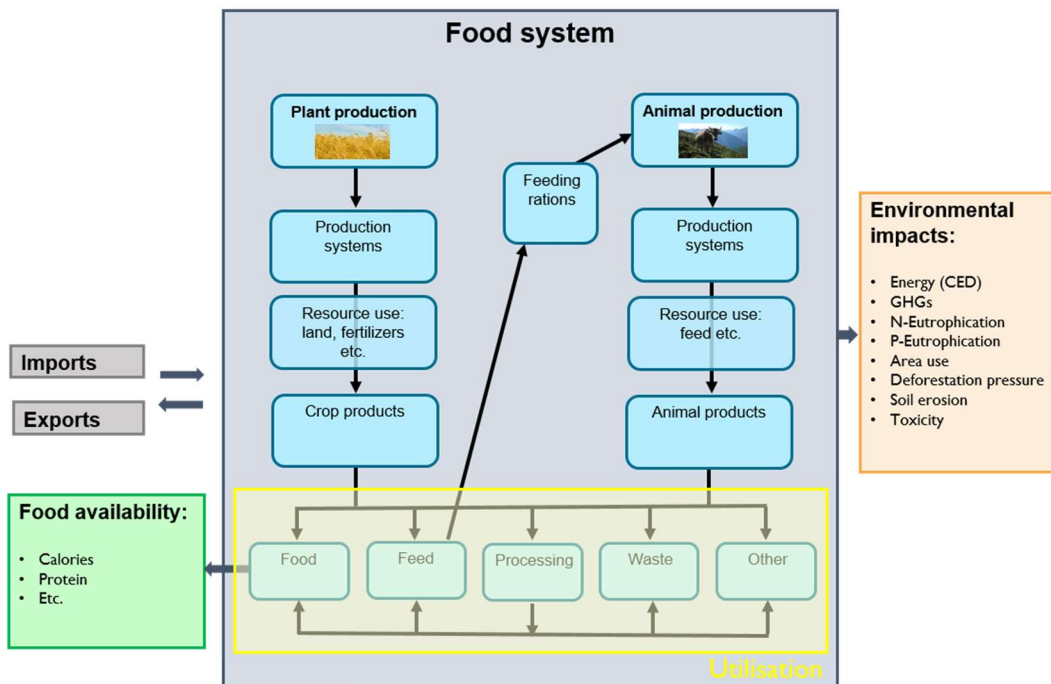 Food system
Plant production
Animal production
Feeding
rations
Production
systems
Production
systems
Resource use:
land, fertilizers
etc.
Resource use:
feed etc.
Crop products
Animal products
Imports
Exports
Environmental
impacts:
• Energy (CED)
• GHGs
• N-Eutrophication
• P-Eutrophication
• Area use
• Deforestation pressure
• Soil erosion
• Toxicity
Food availability:
• Calories
• Protein
• Etc.
Food
Feed
Processing
Waste
Other
Utilisation